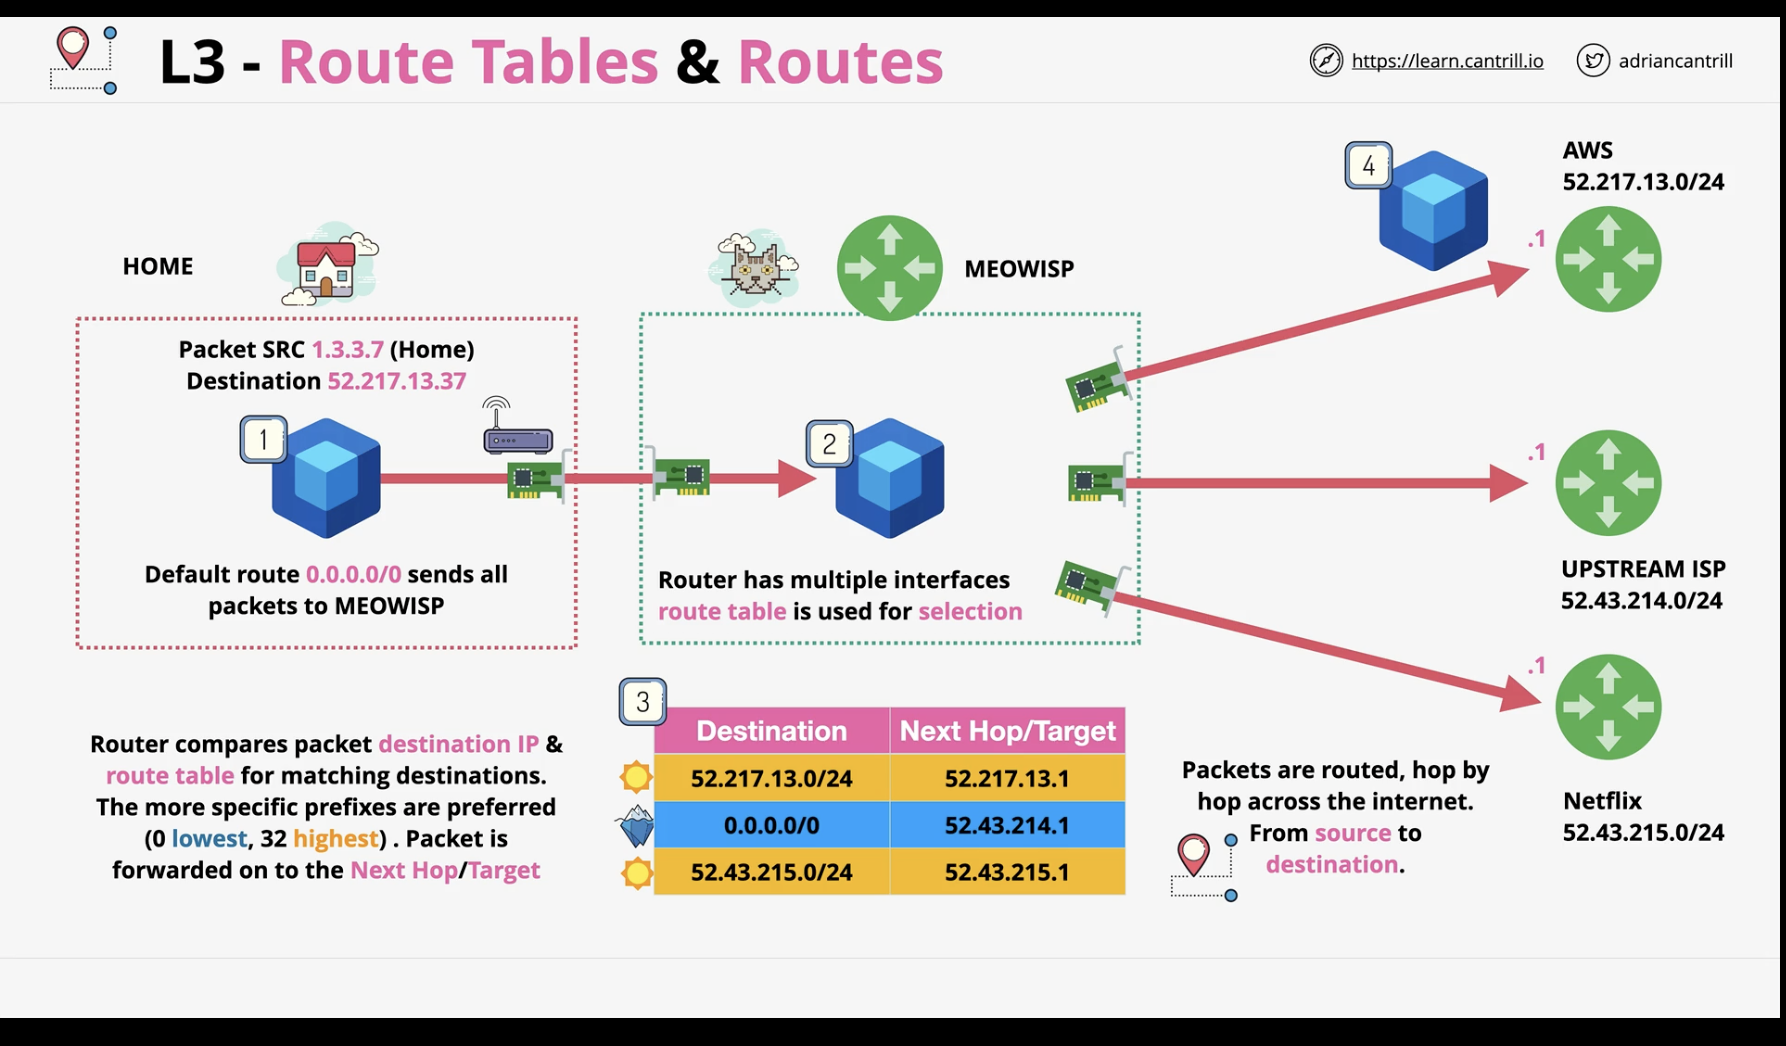 L3 - Route Tables & Routes
https://learn.cantrill.io
adriancantrill
HOME
Packet SRC 1.3.3.7 (Home)
Destination 52.217.13.37
1
Default route 0.0.0.0/0 sends all
packets to MEOWISP
MEOWISP
2
Router has multiple interfaces
route table is used for selection
4
AWS
52.217.13.0/24
.1
.1
UPSTREAM ISP
52.43.214.0/24
.1
Netflix
52.43.215.0/24
Router compares packet destination IP &
route table for matching destinations.
The more specific prefixes are preferred
(0 lowest, 32 highest) . Packet is
forwarded on to the Next Hop/Target
3
Destination Next Hop/Target
52.217.13.0/24 52.217.13.1
0.0.0.0/0 52.43.214.1
52.43.215.0/24 52.43.215.1
Packets are routed, hop by
hop across the internet.
From source to
destination.